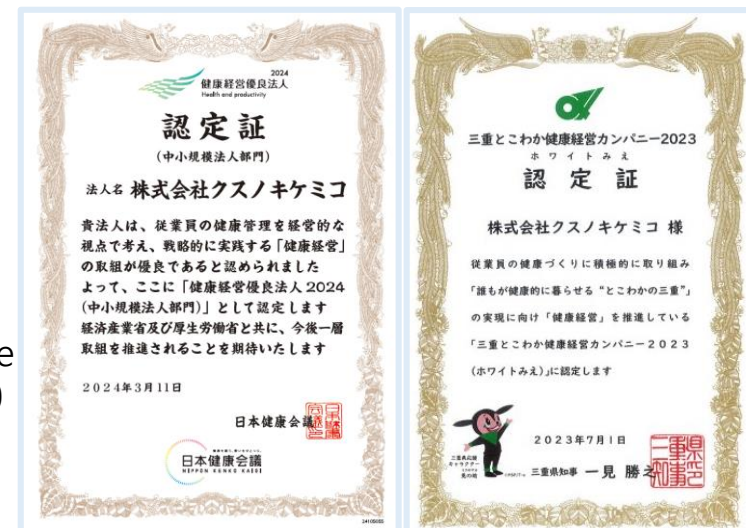 2024
健康経営優良法人
Health and productivity
認定証
(中小規模法人部門)
法人名 株式会社クスノキケミコ
貴法人は、従業員の健康管理を経営的な
視点で考え、戦略的に実践する「健康経営」
の取組が優良であると認められました
よって、ここに「健康経営優良法人2024
(中小規模法人部門)」として認定します
経済産業省及び厚生労働省と共に、今後一層
取組を推進されることを期待いたします
2024年3月11日
日本健康会議
日本健康会議
NIPPON KENKO KAIGI
e
)
三重とこわか健康経営カンパニー2023
ホワイトみえ
認定証
株式会社クスノキケミコ 様
従業員の健康づくりに積極的に取り組み
「誰もが健康的に暮らせる“とこわかの三重”」
の実現に向け「健康経営」を推進している
「三重とこわか健康経営カンパニー2023
(ホワイトみえ)」に認定します
2023年7月1日
三重県知事 一見 勝之